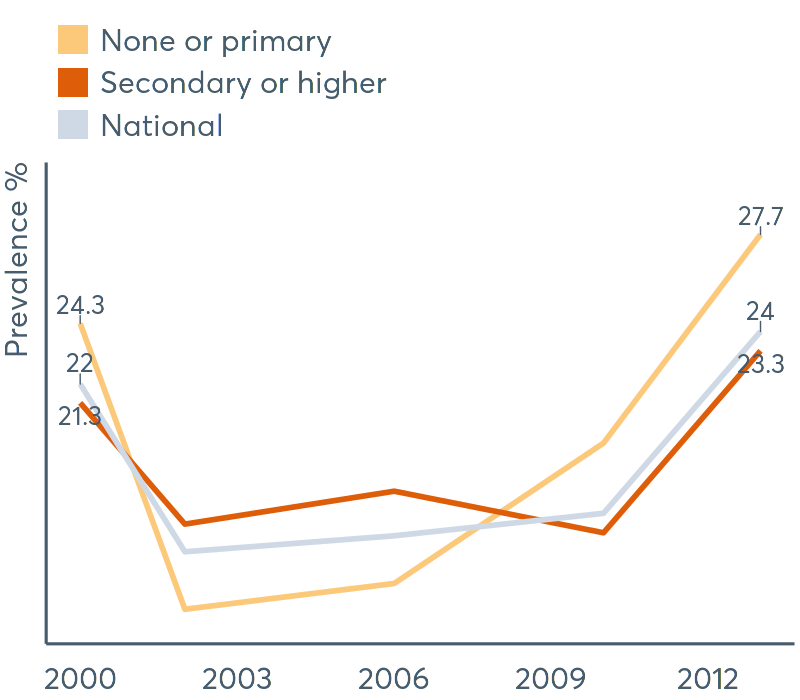 None or primary
Secondary or higher
National
Prevalence %
27.7
24.3
24
22
23.3
21.3
2000 2003 2006 2009 2012